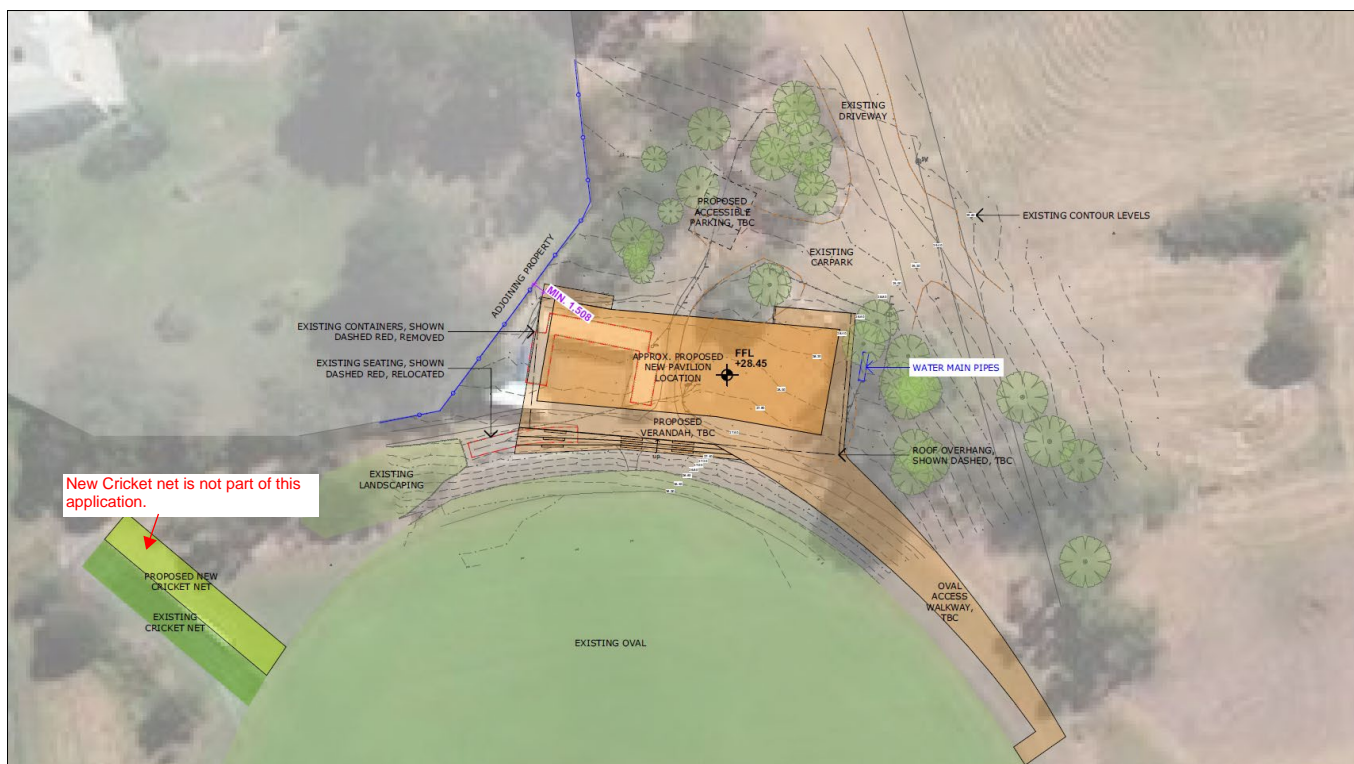 EXISTING
DRIVEWAY
PROPOSED
ACCESSIBLE
PARKING, TBC
EXISTING CONTOUR LEVELS
EXISTING
CARPARK
ADJOINING PROPERTY
MIN. 1.508
EXISTING CONTAINERS, SHOWN
DASHED RED, REMOVED
EXISTING SEATING, SHOWN
DASHED RED, RELOCATED
APPROX. PROPOSED
NEW PAVILION
LOCATION
FFL
+28.45
WATER MAIN PIPES
PROPOSED
VERANDAH, TBC
UP
ROOF OVERHANG,
SHOWN DASHED, TBC
EXISTING
LANDSCAPING
New Cricket net is not part of this
application.
PROPOSED NEW
CRICKET NET
EXISTING
CRICKET NET
OVAL
ACCESS
WALKWAY,
TBC
EXISTING OVAL